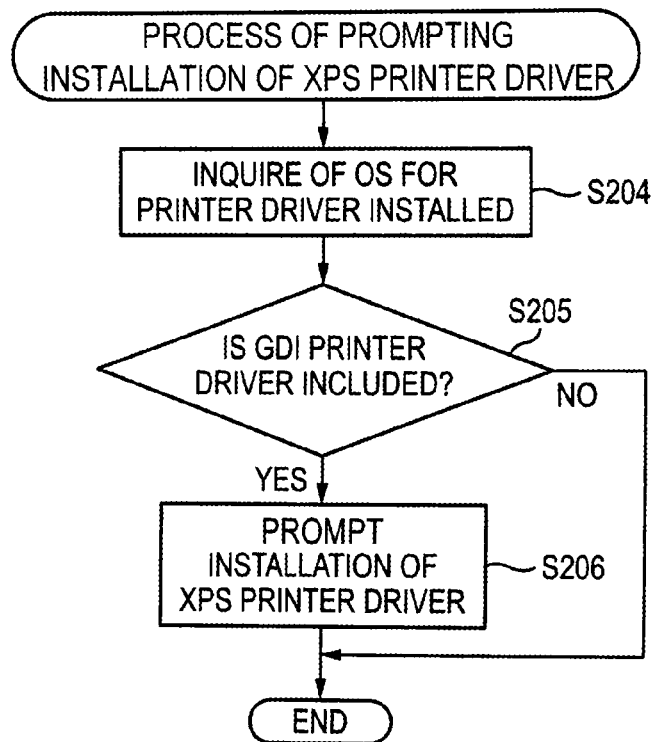 PROCESS OF PROMPTING
INSTALLATION OF XPS PRINTER DRIVER
INQUIRE OF OS FOR
PRINTER DRIVER INSTALLED
S204
S205
IS GDI PRINTER
DRIVER INCLUDED?
NO
YES
PROMPT
INSTALLATION OF
XPS PRINTER DRIVER
S206
END